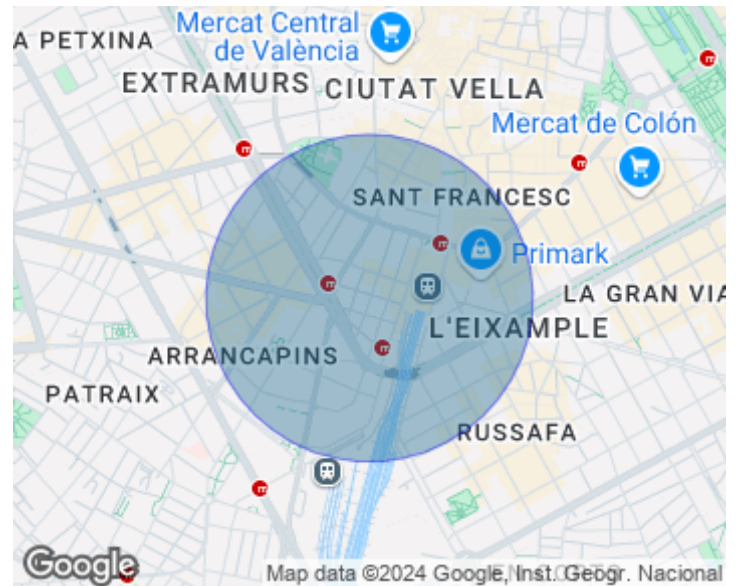 Mercat Central
de València
A PETXINA
EXTRAMURS
CIUTAT VELLA
Mercat de Colón
SANT FRANCESC
Primark
LA GRAN VIA
L'EIXAMPLE
ARRANCAPINS
PATRAIX
RUSSAFA
Google
Map data ©2024 Google, Inst. Geogr. Nacional